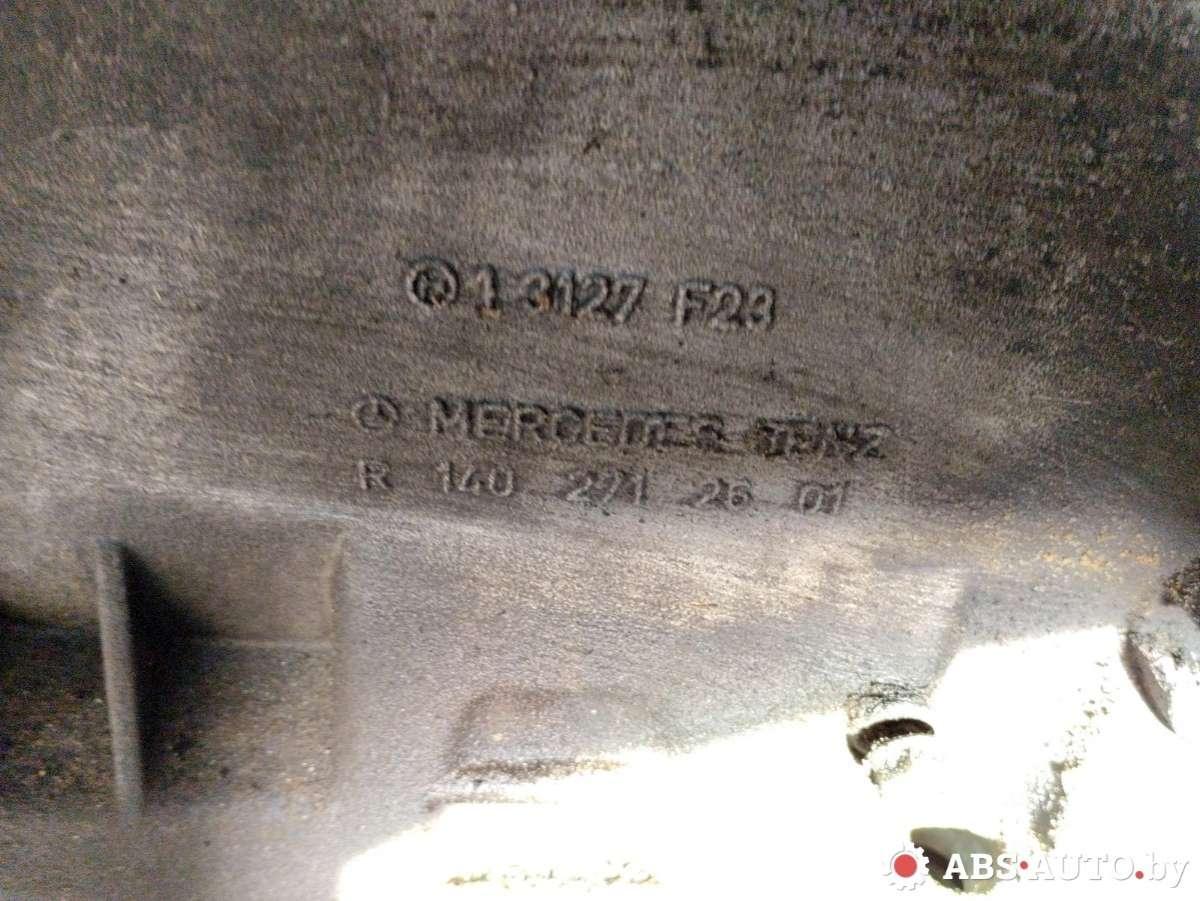 1 3127 F23
MERCEDES BENZ
R 140 271 26 01
ABS-AUTO.by